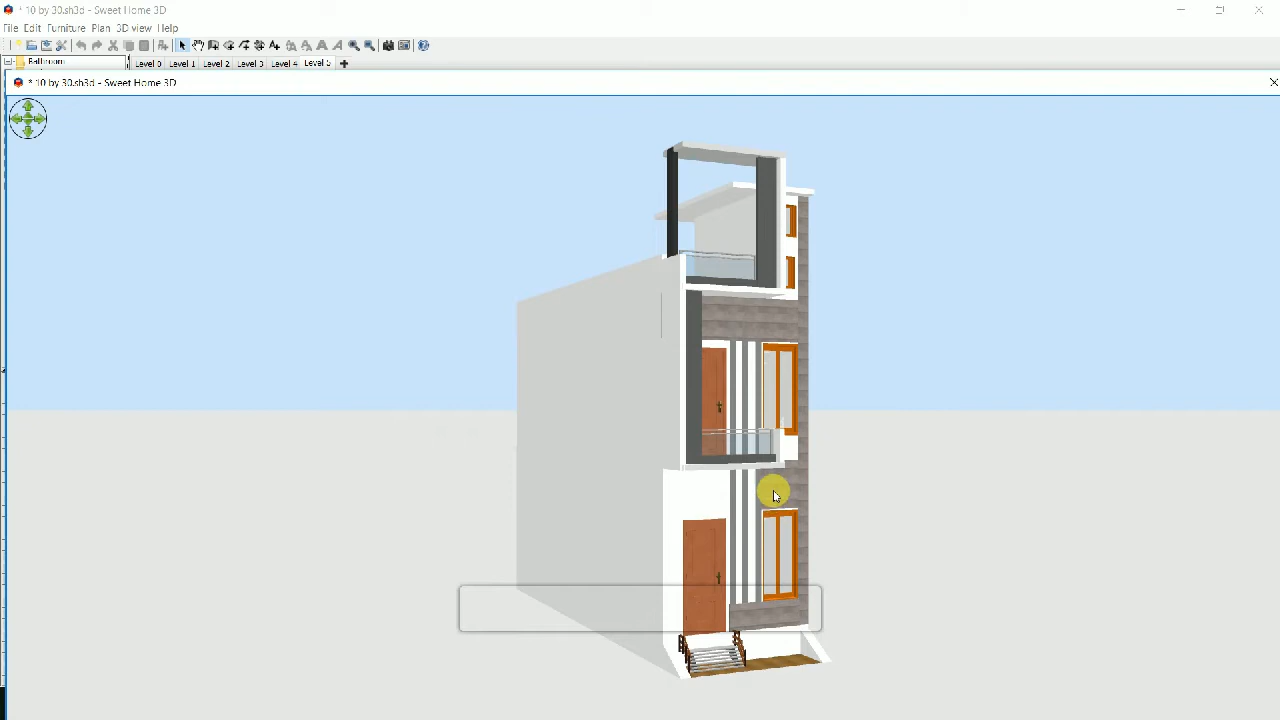 * 10 by 30.sh3d - Sweet Home 3D
File Edit Furniture Plan 3D view Help
Bathroom
Level 0 Level 1 Level 2 Level 3 Level 4 Level 5
* 10 by 30.sh3d - Sweet Home 3D